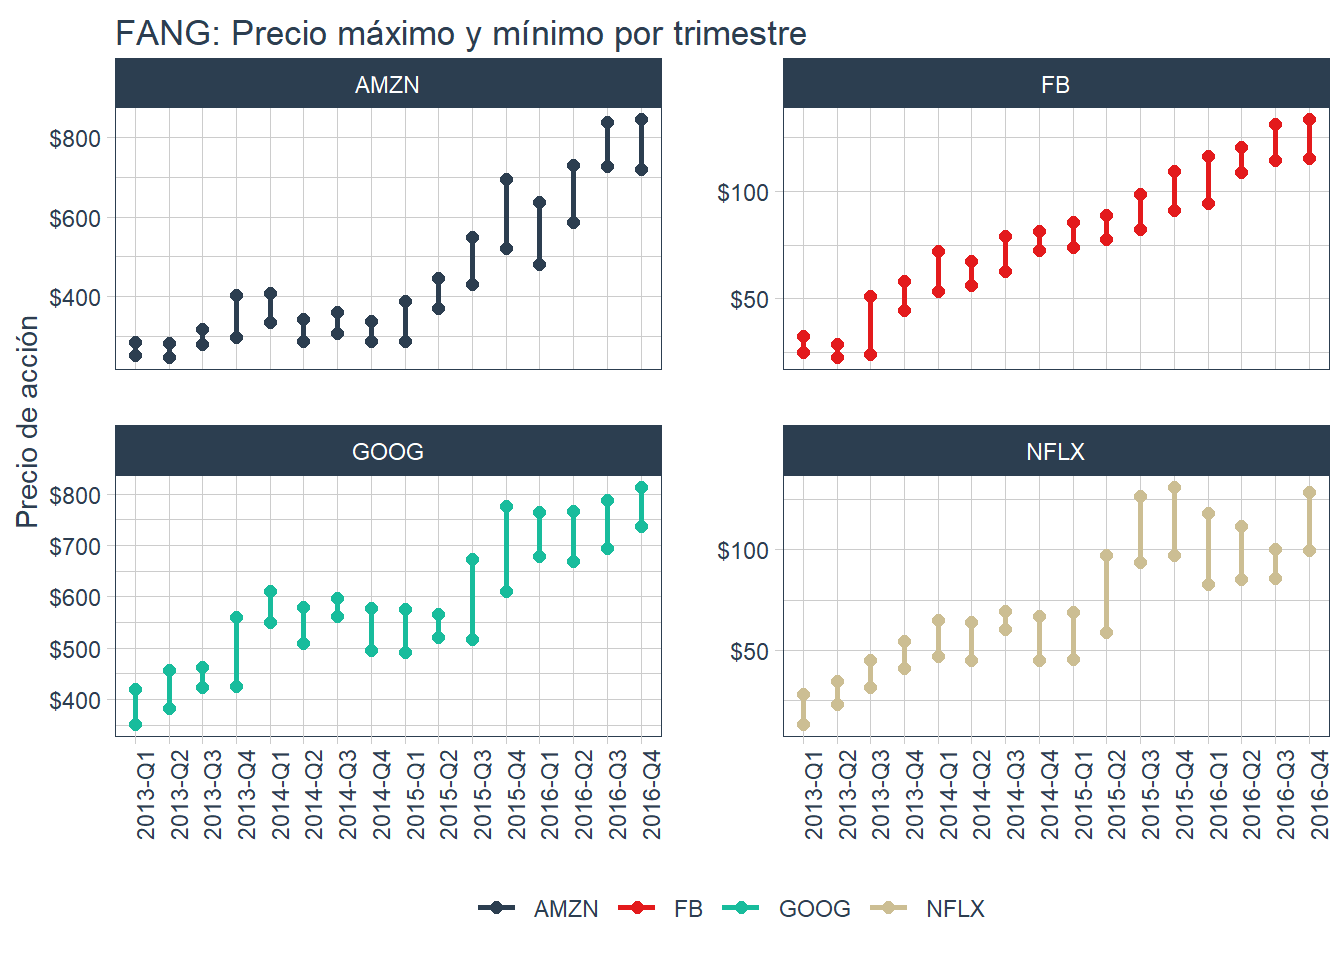 FANG: Precio máximo y mínimo por trimestre
AMZN
FB
$800
$600
$400
$100
$50
Precio de acción
GOOG
NFLX
$800
$700
$600
$500
$400
$100
$50
2013-Q1
2013-Q2
2013-Q3
2013-Q4
2014-Q1
2014-Q2
2014-Q3
2014-Q4
2015-Q1
2015-Q2
2015-Q3
2015-Q4
2016-Q1
2016-Q2
2016-Q3
2016-Q4
2013-Q1
2013-Q2
2013-Q3
2013-Q4
2014-Q1
2014-Q2
2014-Q3
2014-Q4
2015-Q1
2015-Q2
2015-Q3
2015-Q4
2016-Q1
2016-Q2
2016-Q3
2016-Q4
AMZN FB GOOG NFLX